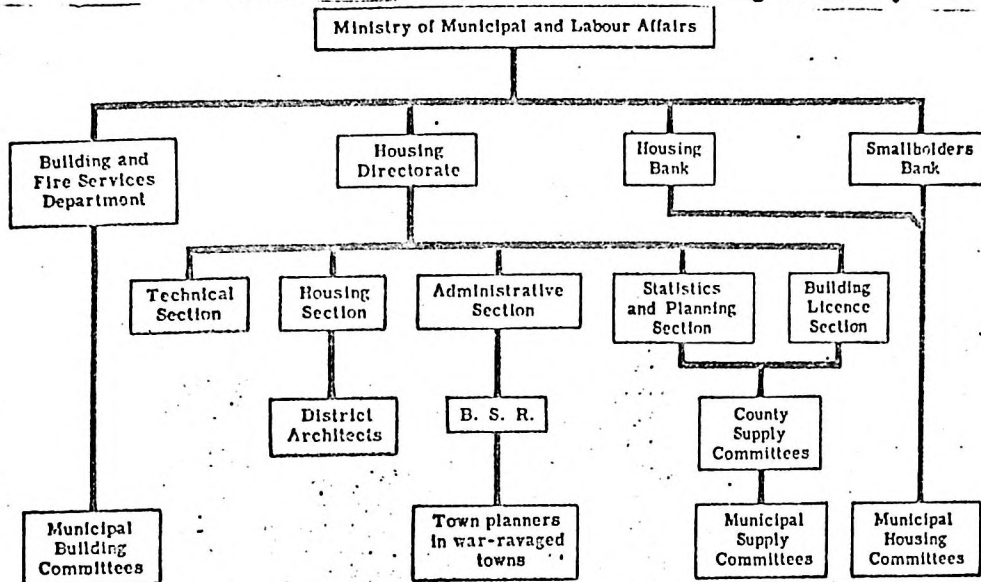 Ministry of Municipal and Labour Affairs
Building and
Fire Services
Department
Housing
Directorate
Housing
Bank
Smallholders
Bank
Technical
Section
Housing
Section
Administrative
Section
Statistics
and Planning
Section
Building
Licence
Section
District
Architects
B. S. R.
County
Supply
Committees
Municipal
Building
Committees
Town planners
in war-ravaged
towns
Municipal
Supply
Committees
Municipal
Housing
Committees